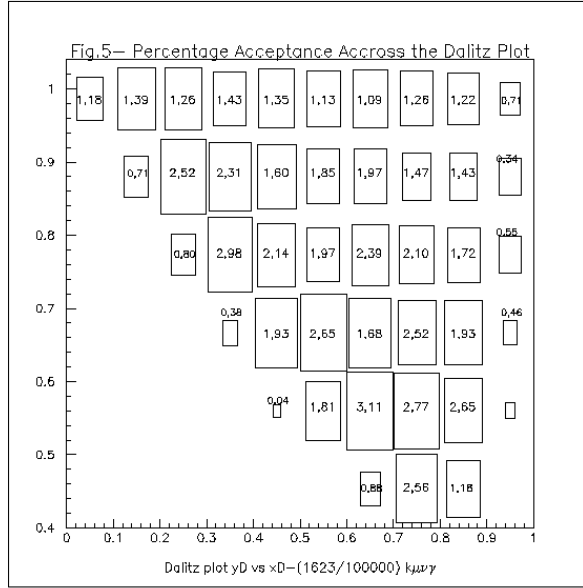 Fig.5- Percentage Acceptance Accross the Dalitz Plot
1
1,18 1,39 1,26 1,43 1,35 1,13 1,09 1,26 1,22 0,71
0.9
0,71 2,52 2,31 1,60 1,85 1,97 1,47 1,43 0,34
0.8
0,80 2,98 2,14 1,97 2,39 2,10 1,72 0,55
0.7
0,38 1,93 2,65 1,68 2,52 1,93 0,46
0.6
0,04 1,81 3,11 2,77 2,65
0.5
0,88 2,56 1,18
0.4
0 0.1 0.2 0.3 0.4 0.5 0.6 0.7 0.8 0.9 1
Dalitz plot yD vs xD-(1623/100000) kμνγ